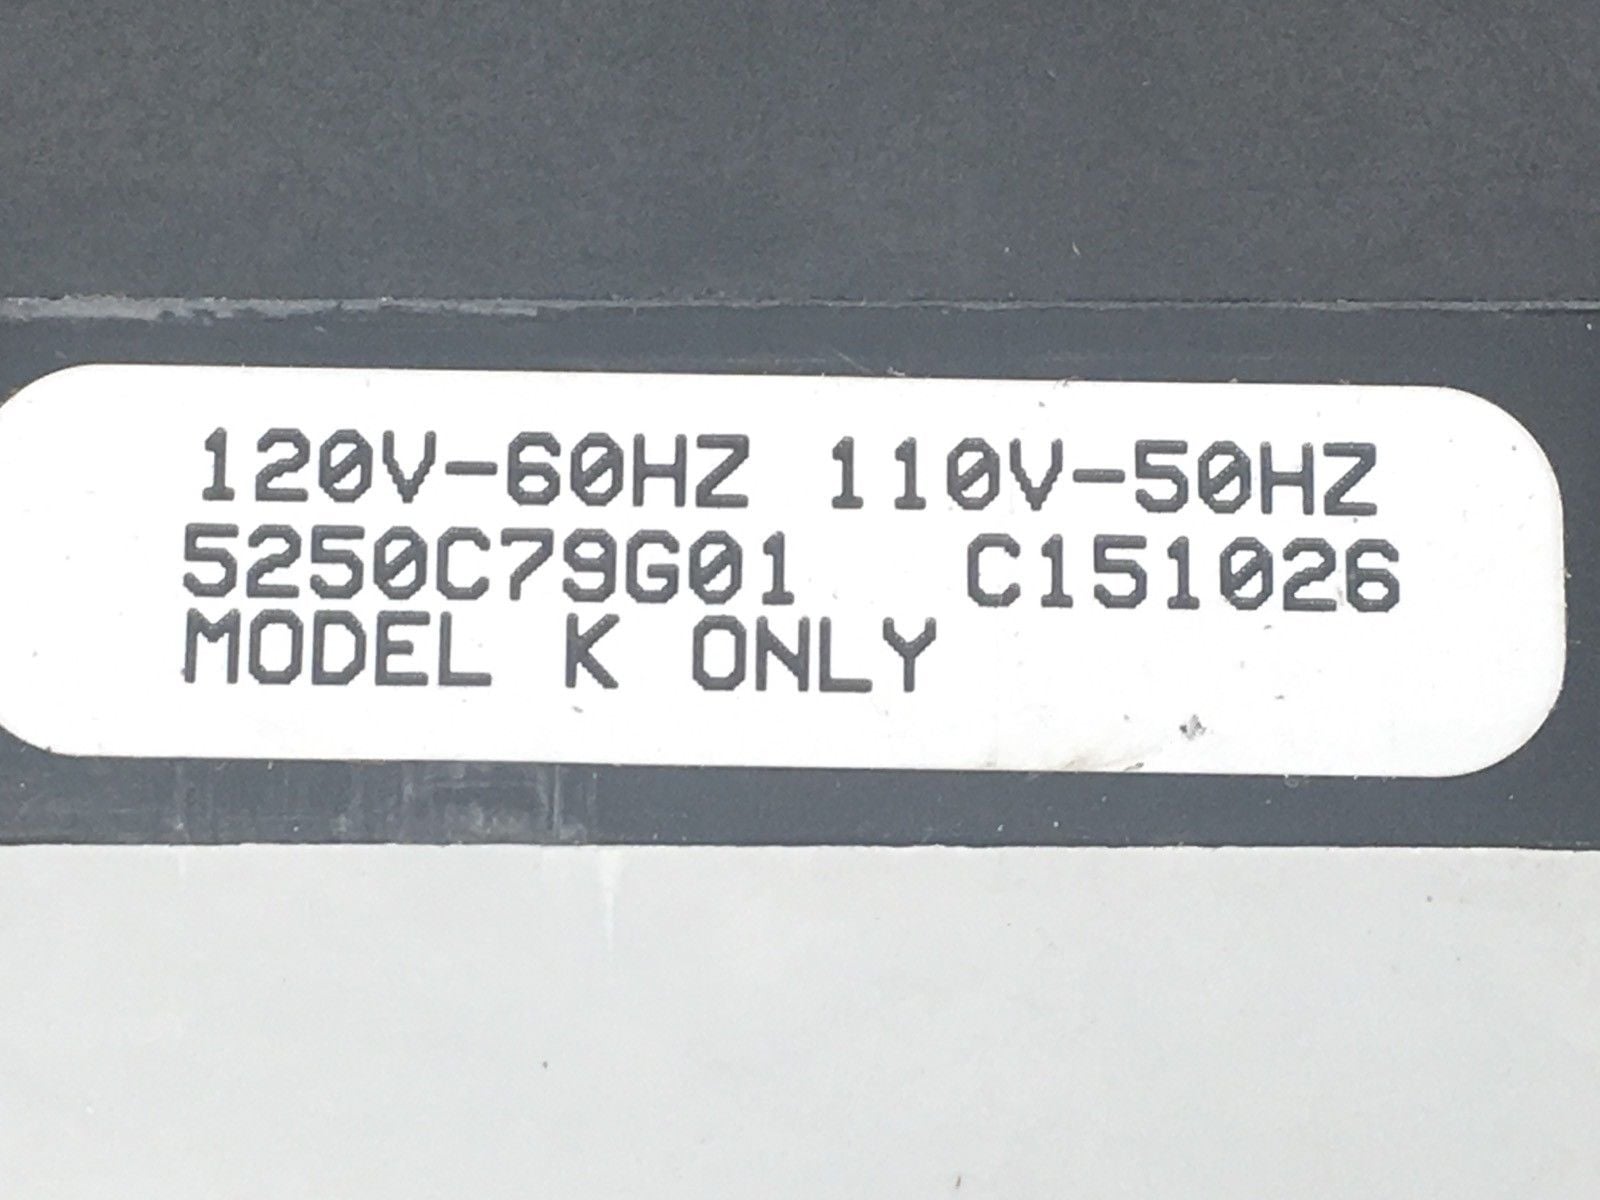 120V-60HZ 110V-50HZ
5250C79G01 C151026
MODEL K ONLY